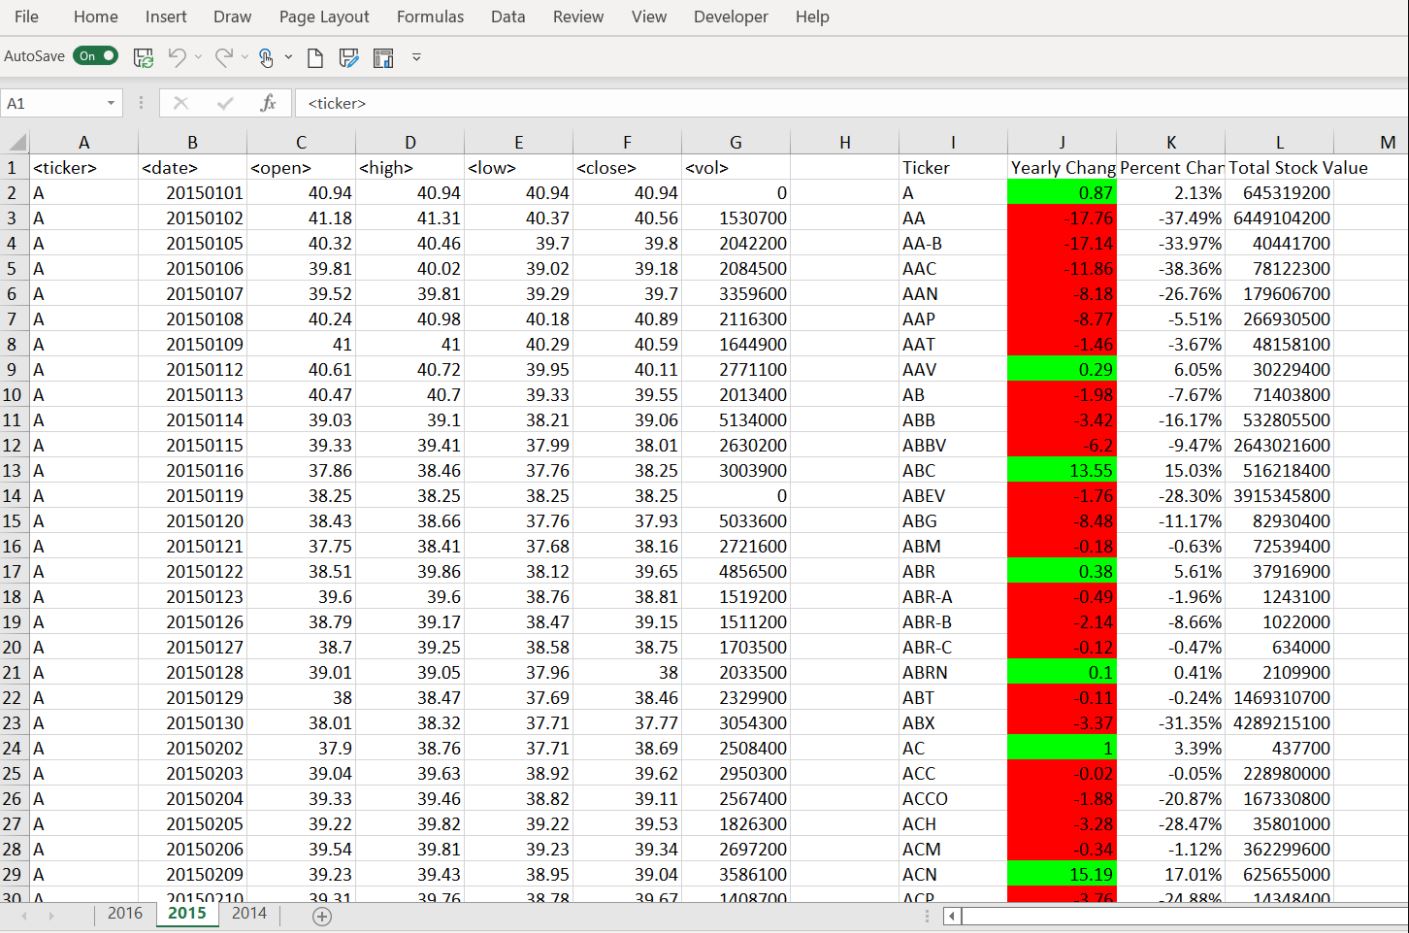 File Home Insert Draw Page Layout Formulas Data Review View Developer Help
AutoSave On
A1 fx <ticker>
A B C D E F G H I J K L M
1 <ticker> <date> <open> <high> <low> <close> <vol> Ticker Yearly Chang Percent Char Total Stock Value
2 A 20150101 40.94 40.94 40.94 40.94 0 A 0.87 2.13% 645319200
3 A 20150102 41.18 41.31 40.37 40.56 1530700 AA -17.76 -37.49% 6449104200
4 A 20150105 40.32 40.46 39.7 39.8 2042200 AA-B -17.14 -33.97% 40441700
5 A 20150106 39.81 40.02 39.02 39.18 2084500 AAC -11.86 -38.36% 78122300
6 A 20150107 39.52 39.81 39.29 39.7 3359600 AAN -8.18 -26.76% 179606700
7 A 20150108 40.24 40.98 40.18 40.89 2116300 AAP -8.77 -5.51% 266930500
8 A 20150109 41 41 40.29 40.59 1644900 AAT -1.46 -3.67% 48158100
9 A 20150112 40.61 40.72 39.95 40.11 2771100 AAV 0.29 6.05% 30229400
10 A 20150113 40.47 40.7 39.33 39.55 2013400 AB -1.98 -7.67% 71403800
11 A 20150114 39.03 39.1 38.21 39.06 5134000 ABB -3.42 -16.17% 532805500
12 A 20150115 39.33 39.41 37.99 38.01 2630200 ABBV -6.2 -9.47% 2643021600
13 A 20150116 37.86 38.46 37.76 38.25 3003900 ABC 13.55 15.03% 516218400
14 A 20150119 38.25 38.25 38.25 38.25 0 ABEV -1.76 -28.30% 3915345800
15 A 20150120 38.43 38.66 37.76 37.93 5033600 ABG -8.48 -11.17% 82930400
16 A 20150121 37.75 38.41 37.68 38.16 2721600 ABM -0.18 -0.63% 72539400
17 A 20150122 38.51 39.86 38.12 39.65 4856500 ABR 0.38 5.61% 37916900
18 A 20150123 39.6 39.6 38.76 38.81 1519200 ABR-A -0.49 -1.96% 1243100
19 A 20150126 38.79 39.17 38.47 39.15 1511200 ABR-B -2.14 -8.66% 1022000
20 A 20150127 38.7 39.25 38.58 38.75 1703500 ABR-C -0.12 -0.47% 634000
21 A 20150128 39.01 39.05 37.96 38 2033500 ABRN 0.1 0.41% 2109900
22 A 20150129 38 38.47 37.69 38.46 2329900 ABT -0.11 -0.24% 1469310700
23 A 20150130 38.01 38.32 37.71 37.77 3054300 ABX -3.37 -31.35% 4289215100
24 A 20150202 37.9 38.76 37.71 38.69 2508400 AC 1 3.39% 437700
25 A 20150203 39.04 39.63 38.92 39.62 2950300 ACC -0.02 -0.05% 228980000
26 A 20150204 39.33 39.46 38.82 39.11 2567400 ACCO -1.88 -20.87% 167330800
27 A 20150205 39.22 39.82 39.22 39.53 1826300 ACH -3.28 -28.47% 35801000
28 A 20150206 39.54 39.81 39.23 39.34 2697200 ACM -0.34 -1.12% 362299600
29 A 20150209 39.23 39.43 38.95 39.04 3586100 ACN 15.19 17.01% 625655000
30 A 20150210 39.31 39.76 38.78 39.67 1408700 ACP -3.76 -24.88% 14348400
2016 2015 2014